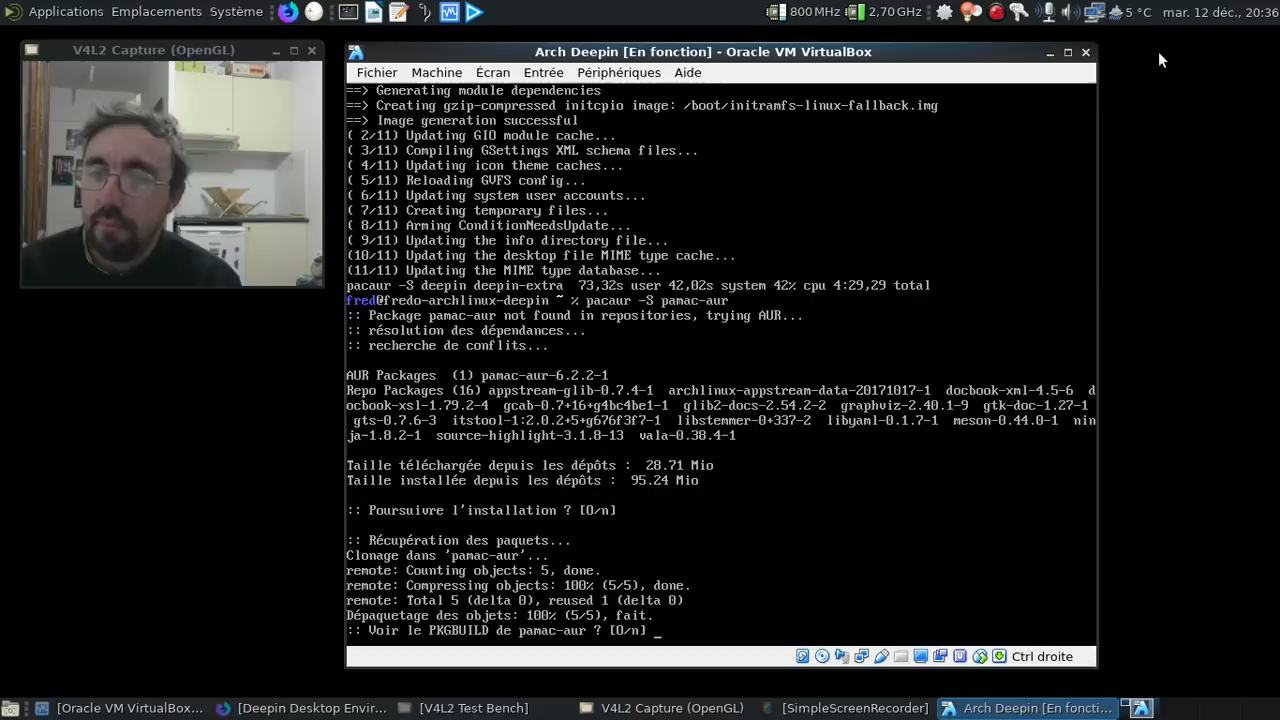 Applications Emplacements Système
800 MHz 2,70 GHz 5 °C mar. 12 déc., 20:36
V4L2 Capture (OpenGL)
Arch Deepin [En fonction] - Oracle VM VirtualBox
Fichier Machine Écran Entrée Périphériques Aide
==> Generating module dependencies
==> Creating gzip-compressed initcpio image: /boot/initramfs-linux-fallback.img
==> Image generation successful
( 2/11) Updating GIO module cache...
( 3/11) Compiling GSettings XML schema files...
( 4/11) Updating icon theme caches...
( 5/11) Reloading GVFS config...
( 6/11) Updating system user accounts...
( 7/11) Creating temporary files...
( 8/11) Arming ConditionNeedsUpdate...
( 9/11) Updating the info directory file...
(10/11) Updating the desktop file MIME type cache...
(11/11) Updating the MIME type database...
pacaur -S deepin deepin-extra  73,32s user 42,02s system 42% cpu 4:29,29 total
fred@fredo-archlinux-deepin ~ % pacaur -S pamac-aur
:: Package pamac-aur not found in repositories, trying AUR...
:: résolution des dépendances...
:: recherche de conflits...
AUR Packages  (1) pamac-aur-6.2.2-1
Repo Packages (16) appstream-glib-0.7.4-1  archlinux-appstream-data-20171017-1  docbook-xml-4.5-6  d
ocbook-xsl-1.79.2-4  gcab-0.7+16+g4bc4be1-1  glib2-docs-2.54.2-2  graphviz-2.40.1-9  gtk-doc-1.27-1
gts-0.7.6-3  itstool-1:2.0.2+5+g676f3f7-1  libstemmer-0+337-2  libyaml-0.1.7-1  meson-0.44.0-1  nin
ja-1.8.2-1  source-highlight-3.1.8-13  vala-0.38.4-1
Taille téléchargée depuis les dépôts :  28.71 Mio
Taille installée depuis les dépôts :  95.24 Mio
:: Poursuivre l'installation ? [O/n]
:: Récupération des paquets...
Clonage dans 'pamac-aur'...
remote: Counting objects: 5, done.
remote: Compressing objects: 100% (5/5), done.
remote: Total 5 (delta 0), reused 1 (delta 0)
Dépaquetage des objets: 100% (5/5), fait.
:: Voir le PKGBUILD de pamac-aur ? [O/n] _
Ctrl droite
[Oracle VM VirtualBox... [Deepin Desktop Envir... [V4L2 Test Bench] V4L2 Capture (OpenGL) [SimpleScreenRecorder] Arch Deepin [En foncti...